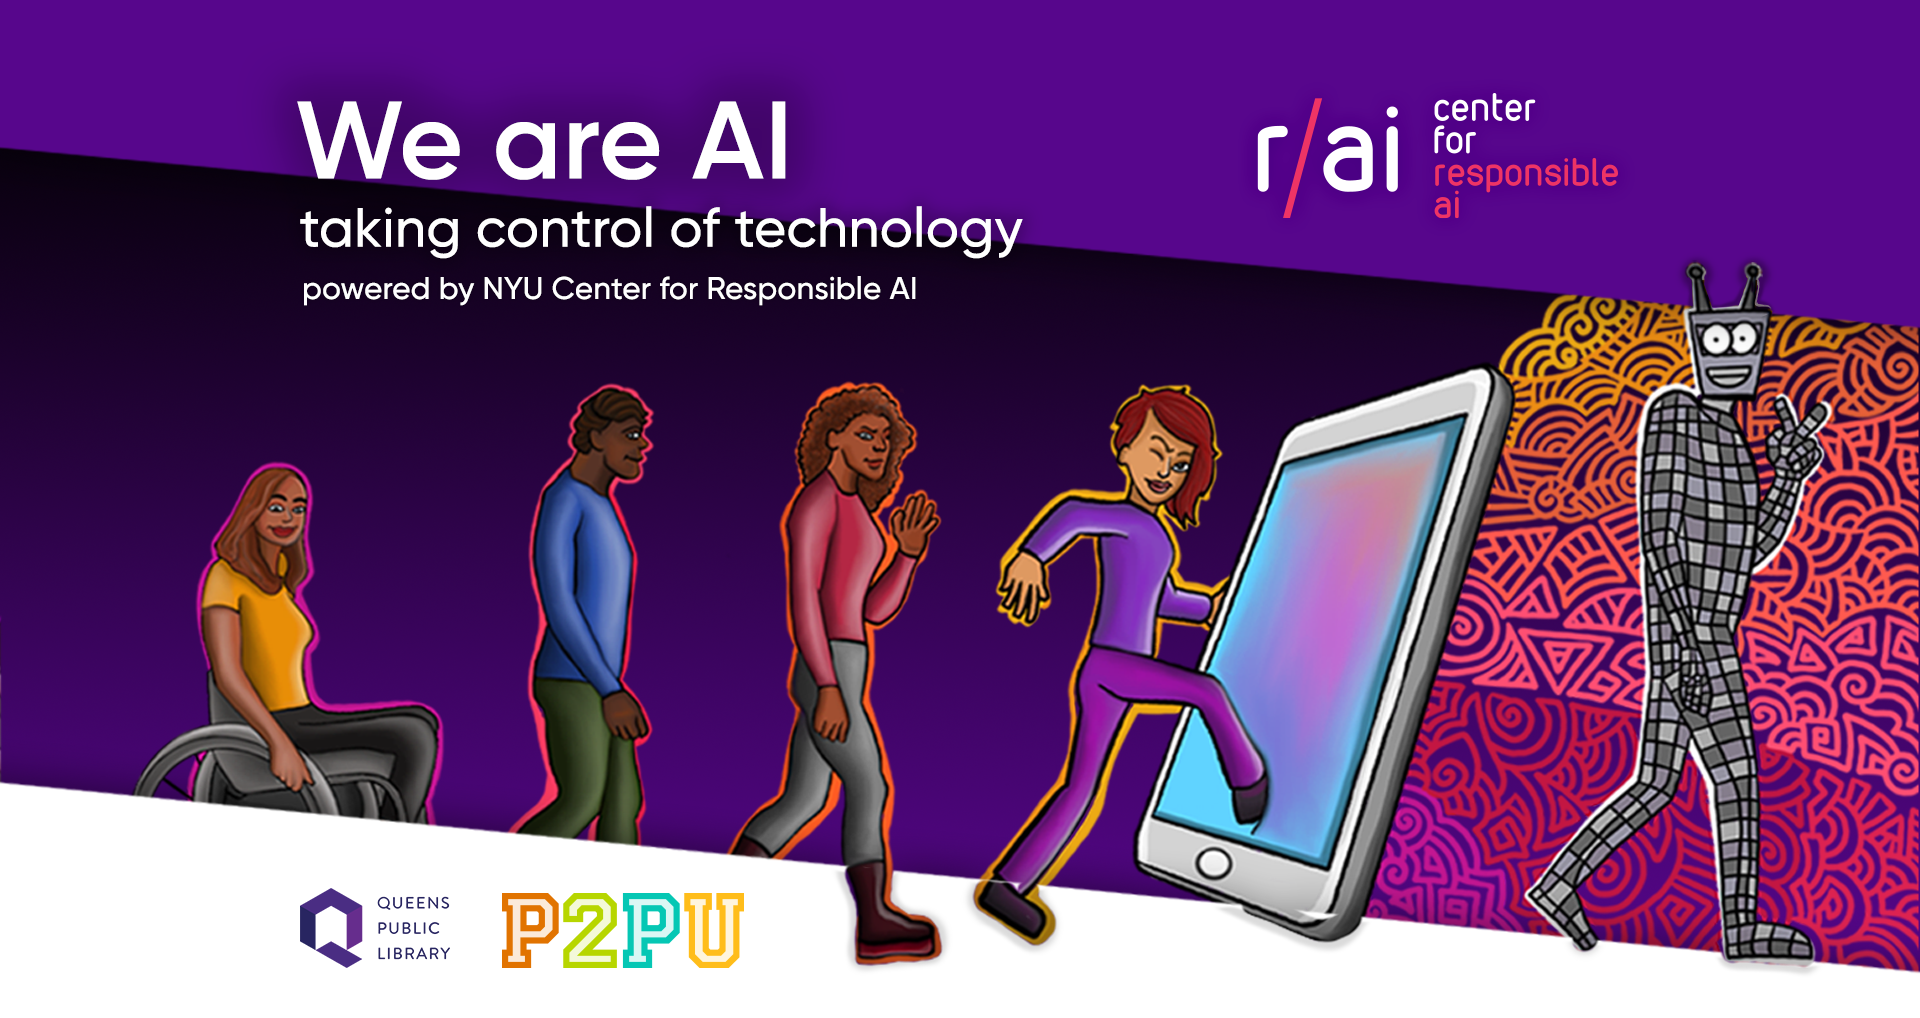 We are AI
taking control of technology
powered by NYU Center for Responsible AI
r/ai
center
for
responsible
ai
QUEENS
PUBLIC
LIBRARY
P2PU